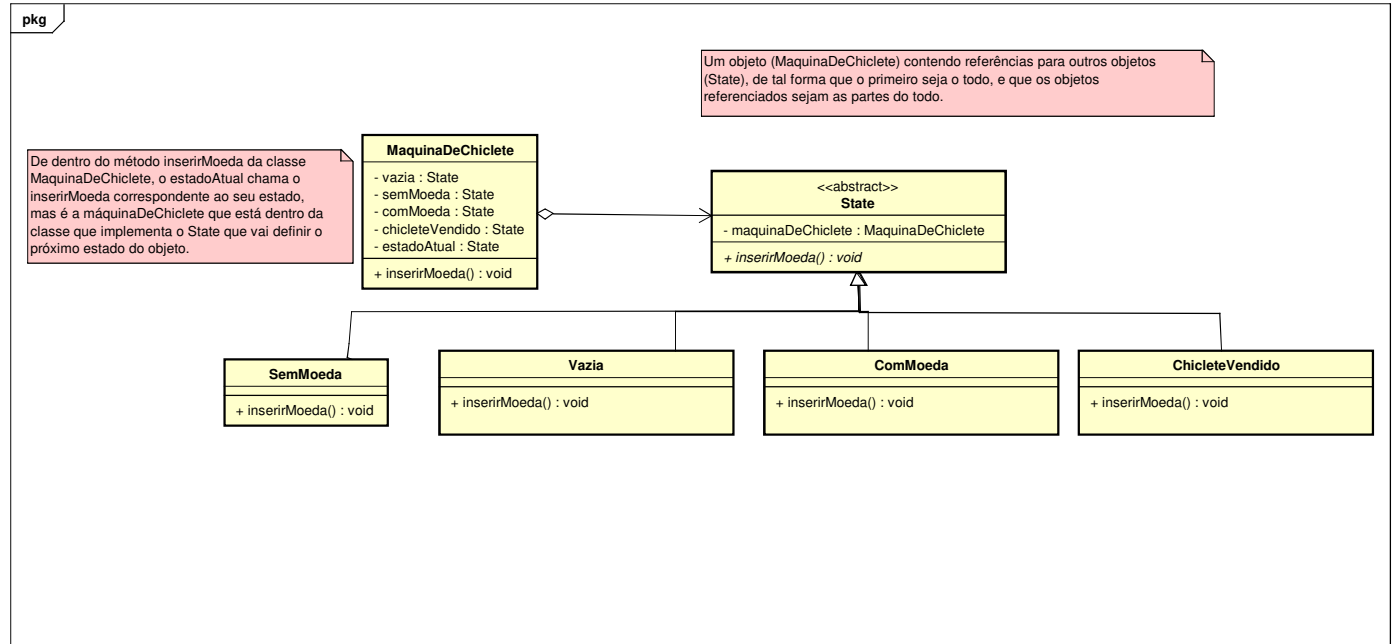 pkg
Um objeto (MaquinaDeChiclete) contendo referências para outros objetos
(State), de tal forma que o primeiro seja o todo, e que os objetos
referenciados sejam as partes do todo.
De dentro do método inserirMoeda da classe
MaquinaDeChiclete, o estadoAtual chama o
inserirMoeda correspondente ao seu estado,
mas é a máquinaDeChiclete que está dentro da
classe que implementa o State que vai definir o
próximo estado do objeto.
MaquinaDeChiclete
- vazia : State
- semMoeda : State
- comMoeda : State
- chicleteVendido : State
- estadoAtual : State
+ inserirMoeda() : void
<<abstract>>
State
- maquinaDeChiclete : MaquinaDeChiclete
+ inserirMoeda() : void
SemMoeda
+ inserirMoeda() : void
Vazia
+ inserirMoeda() : void
ComMoeda
+ inserirMoeda() : void
ChicleteVendido
+ inserirMoeda() : void